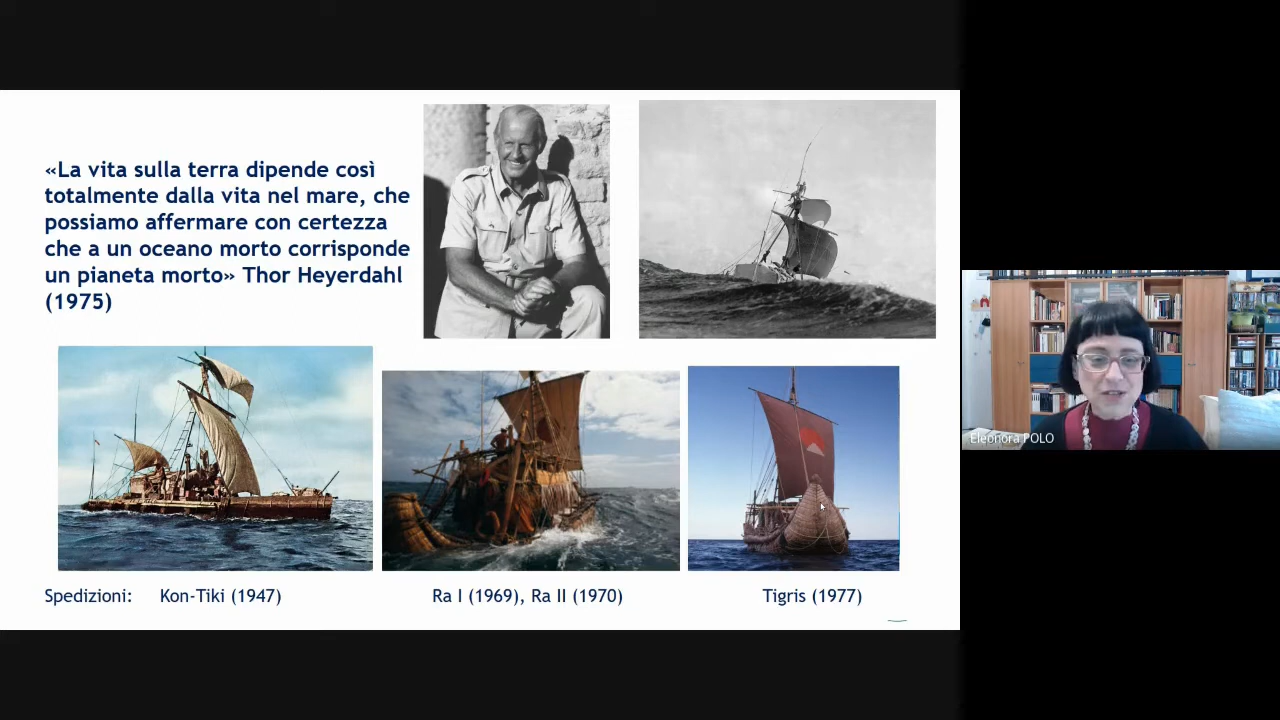 «La vita sulla terra dipende così
totalmente dalla vita nel mare, che
possiamo affermare con certezza
che a un oceano morto corrisponde
un pianeta morto» Thor Heyerdahl
(1975)
Spedizioni: Kon-Tiki (1947) Ra I (1969), Ra II (1970) Tigris (1977)
Eleonora POLO